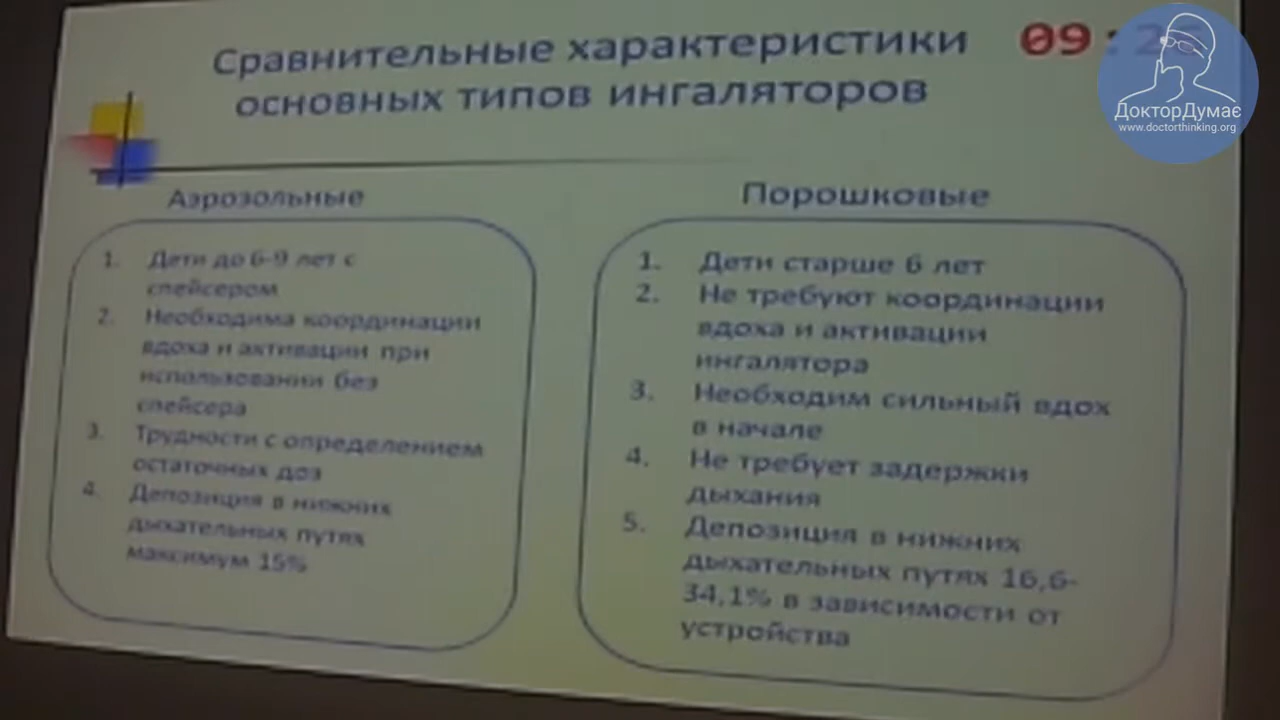 Сравнительные характеристики
основных типов ингаляторов
09:2
ДокторДумає
www.doctorthinking.org
Аэрозольные
1. Дети до 6-9 лет с
спейсером
2. Необходима координации
вдоха и активации при
использовании без
спейсера
3. Трудности с определением
остаточных доз
4. Депозиция в нижних
дыхательных путях
максимум 15%
Порошковые
1. Дети старше 6 лет
2. Не требуют координации
вдоха и активации
ингалятора
3. Необходим сильный вдох
в начале
4. Не требует задержки
дыхания
5. Депозиция в нижних
дыхательных путях 16,6-
34,1% в зависимости от
устройства